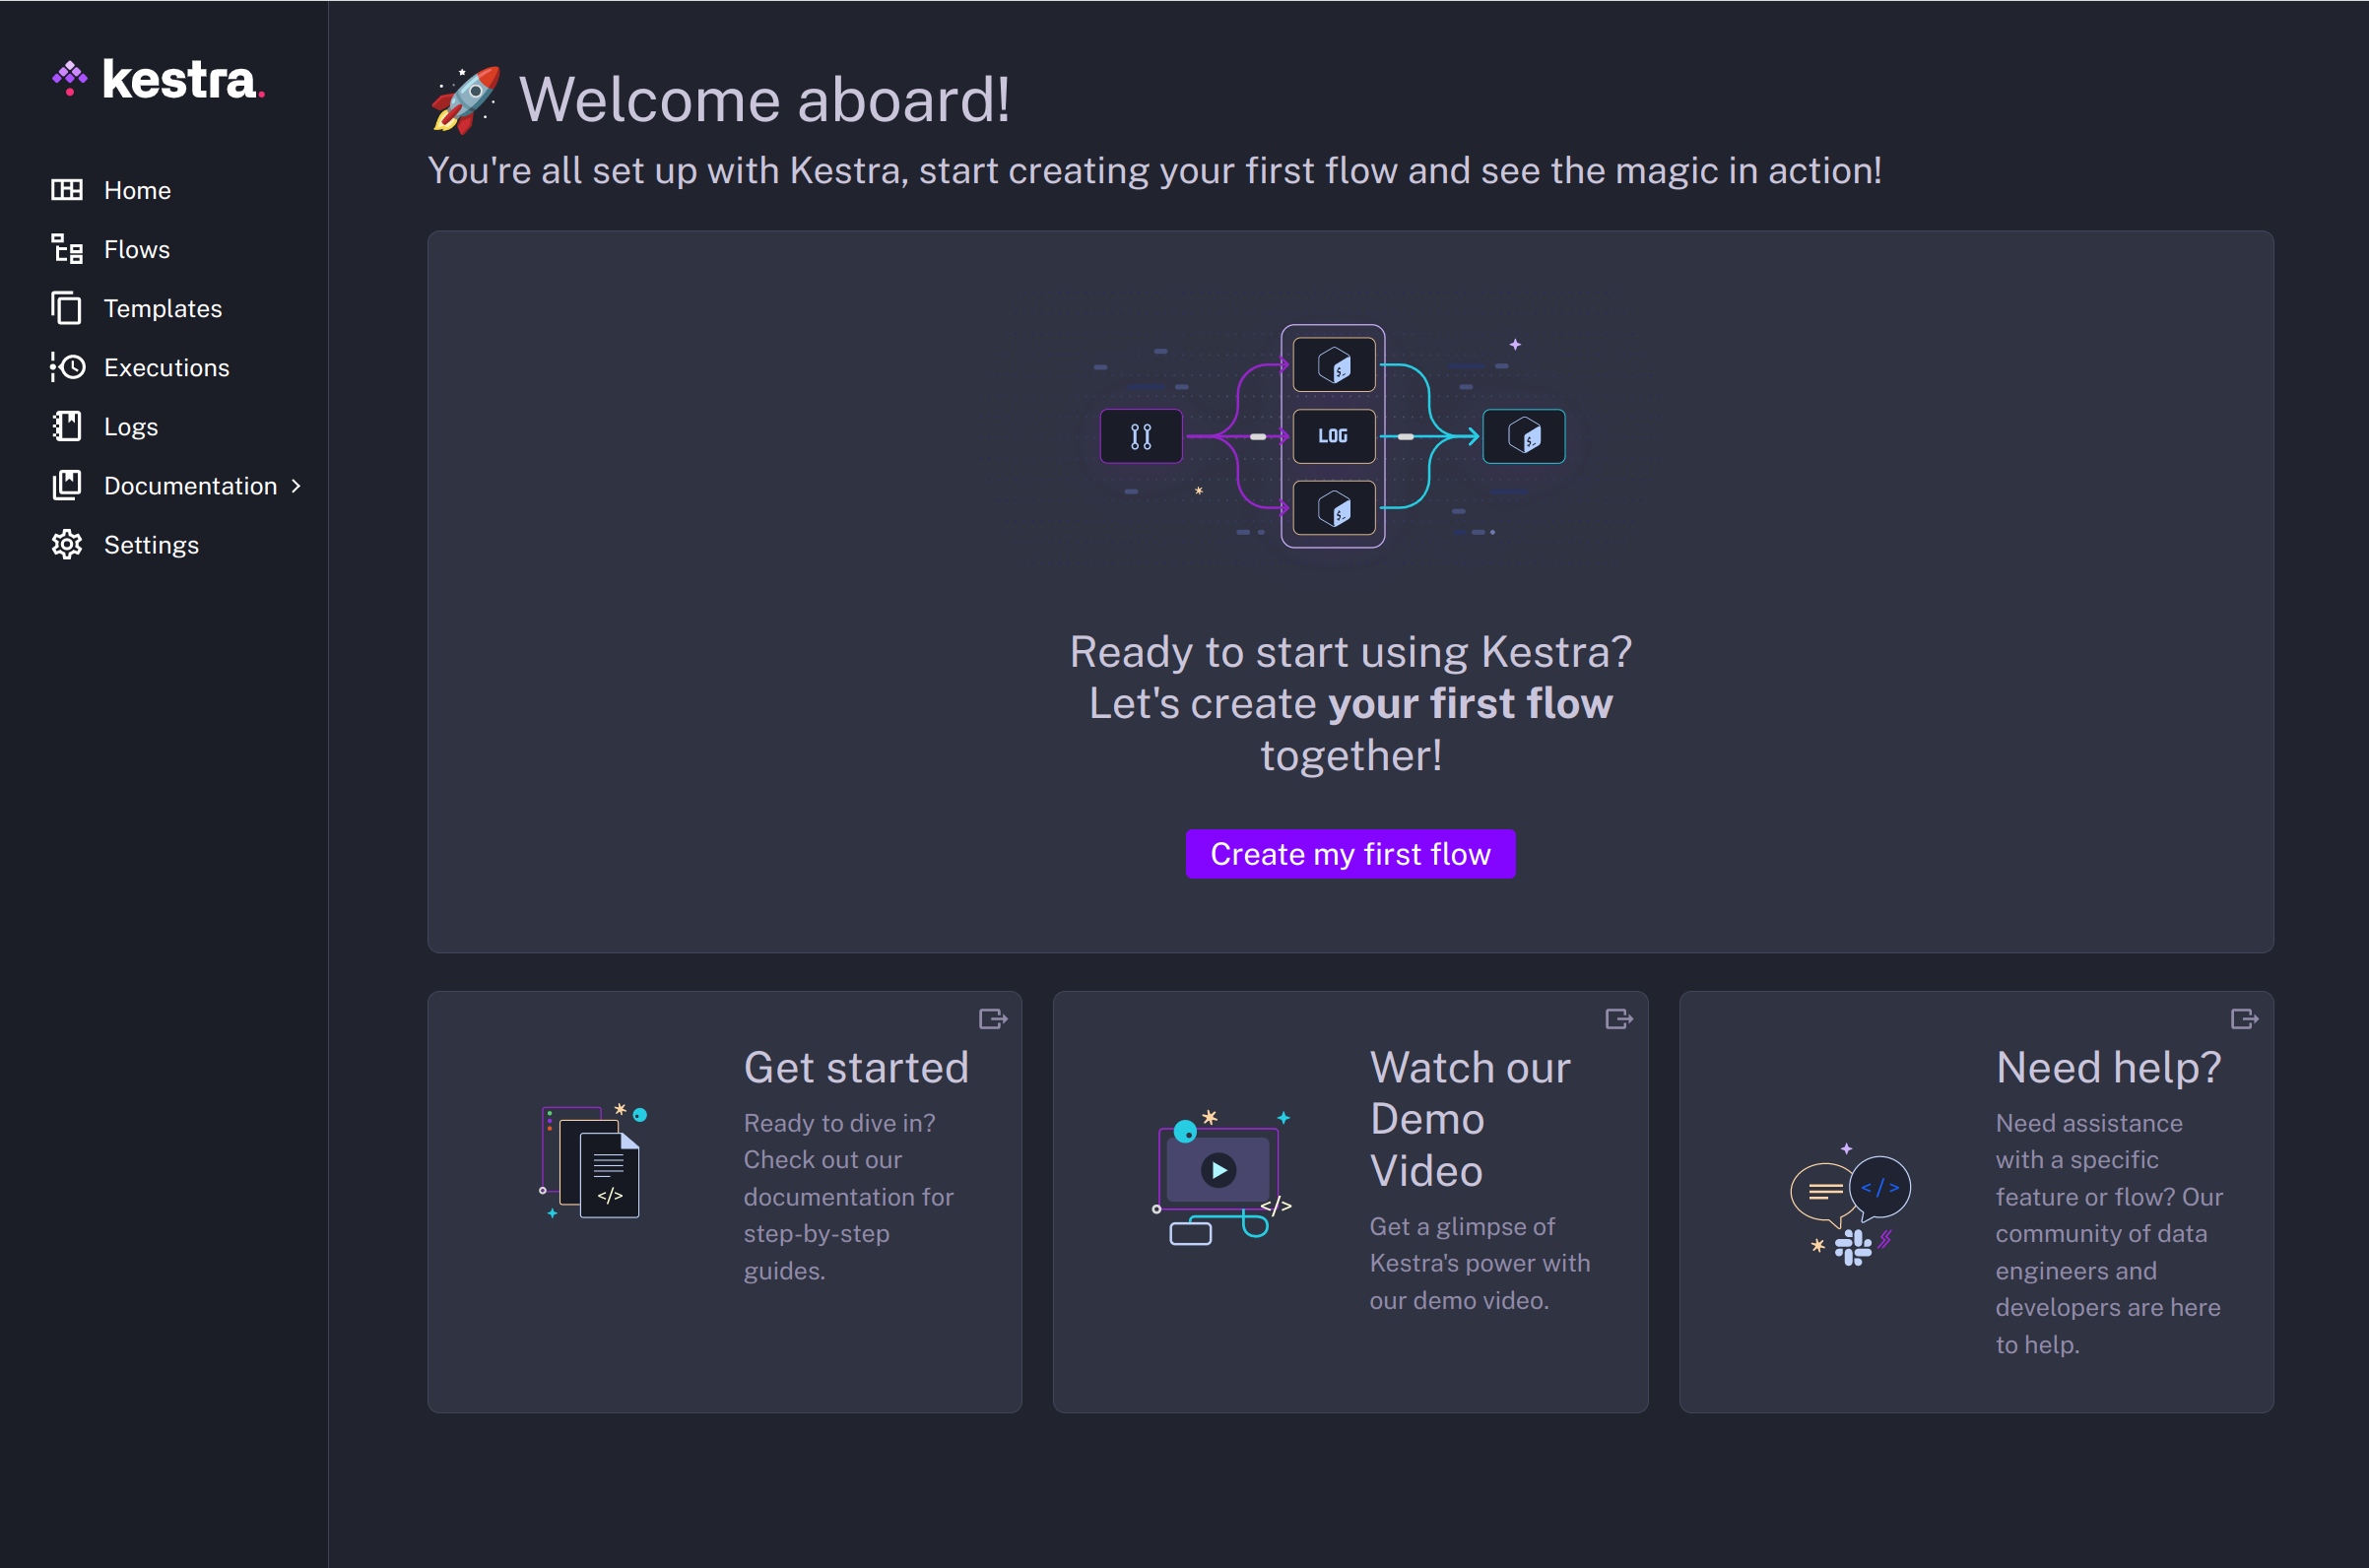 kestra.
Home
Flows
Templates
Executions
Logs
Documentation
Settings
Welcome aboard!
You're all set up with Kestra, start creating your first flow and see the magic in action!
$_
LOG
$_
$_
Ready to start using Kestra?
Let's create your first flow
together!
Create my first flow
</>
Get started
Ready to dive in?
Check out our
documentation for
step-by-step
guides.
</>
Watch our
Demo
Video
Get a glimpse of
Kestra's power with
our demo video.
</>
Need help?
Need assistance
with a specific
feature or flow? Our
community of data
engineers and
developers are here
to help.